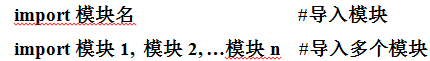 import 模块名 #导入模块
import 模块 1, 模块 2, …模块 n #导入多个模块